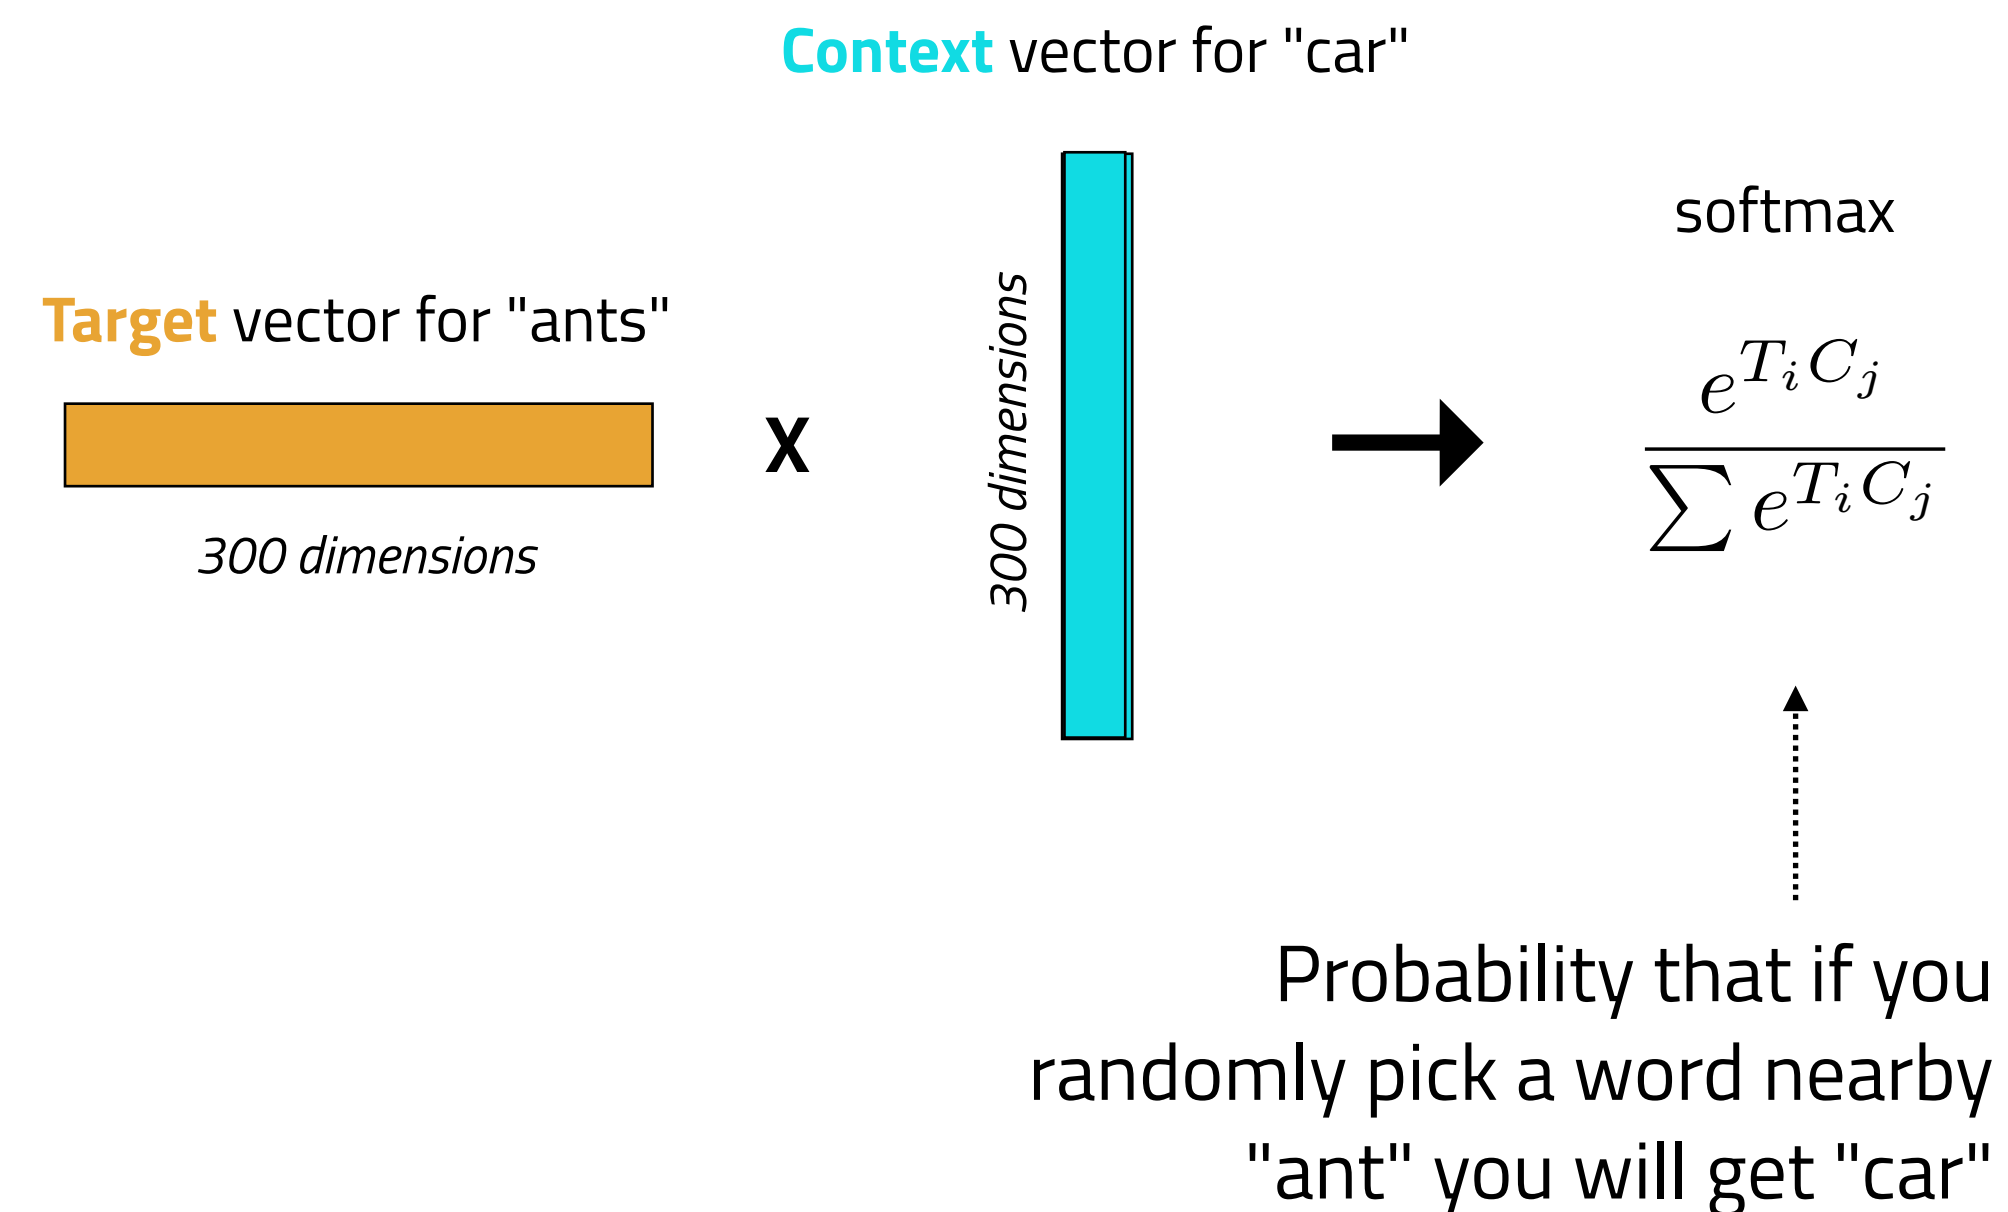 Context vector for "car"
softmax
Target vector for "ants"
300 dimensions
X
300 dimensions
e^{T_i C_j}
∑ e^{T_i C_j}
Probability that if you
randomly pick a word nearby
"ant" you will get "car"